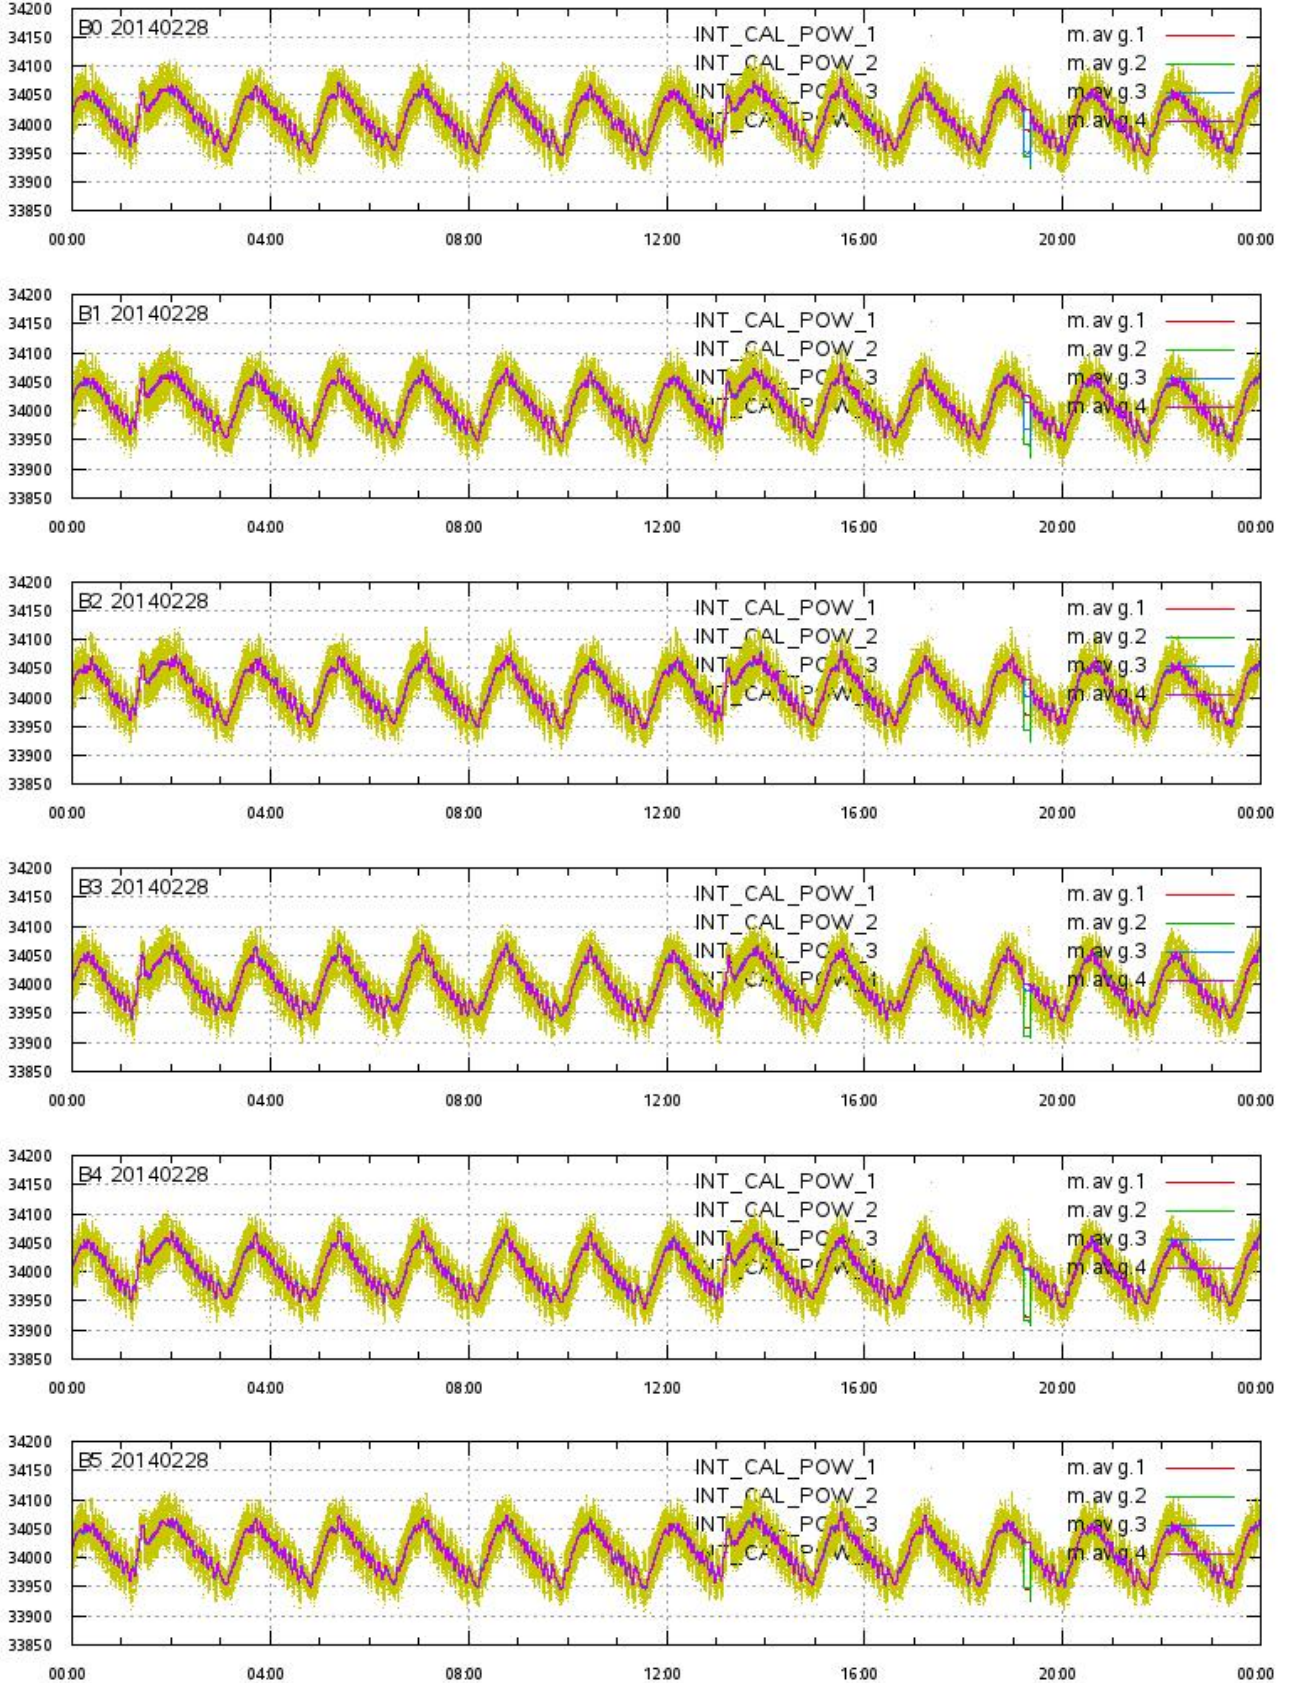 34200
B0 20140228 INT_CAL_POW_1 m.avg.1
34150
34100 INT_CAL_POW_2 m.avg.2
34050 m.avg.3
34000 m.avg.4
33950
33900
33850
00:00 04:00 08:00 12:00 16:00 20:00 00:00
34200
B1 20140228 INT_CAL_POW_1 m.avg.1
34150
34100 INT_CAL_POW_2 m.avg.2
34050 m.avg.3
34000 m.avg.4
33950
33900
33850
00:00 04:00 08:00 12:00 16:00 20:00 00:00
34200
B2 20140228 INT_CAL_POW_1 m.avg.1
34150
34100 INT_CAL_POW_2 m.avg.2
34050 m.avg.3
34000 m.avg.4
33950
33900
33850
00:00 04:00 08:00 12:00 16:00 20:00 00:00
34200
B3 20140228 INT_CAL_POW_1 m.avg.1
34150
34100 INT_CAL_POW_2 m.avg.2
34050 m.avg.3
34000 m.avg.4
33950
33900
33850
00:00 04:00 08:00 12:00 16:00 20:00 00:00
34200
B4 20140228 INT_CAL_POW_1 m.avg.1
34150
34100 INT_CAL_POW_2 m.avg.2
34050 m.avg.3
34000 m.avg.4
33950
33900
33850
00:00 04:00 08:00 12:00 16:00 20:00 00:00
34200
B5 20140228 INT_CAL_POW_1 m.avg.1
34150
34100 INT_CAL_POW_2 m.avg.2
34050 m.avg.3
34000 m.avg.4
33950
33900
33850
00:00 04:00 08:00 12:00 16:00 20:00 00:00